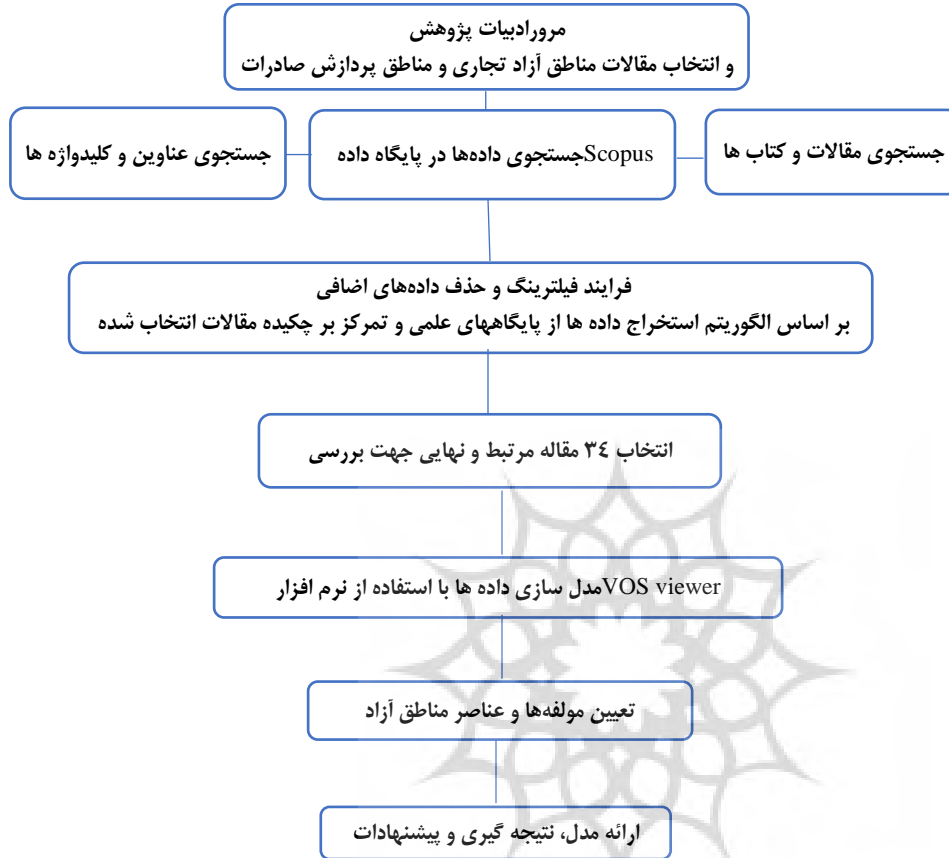 مرورادبیات پژوهش
و انتخاب مقالات مناطق آزاد تجاری و مناطق پردازش صادرات
جستجوی مقالات و کتاب ها
Scopusجستجوی داده‌ها در پایگاه داده
جستجوی عناوین و کلیدواژه ها
فرایند فیلترینگ و حذف داده‌های اضافی
بر اساس الگوریتم استخراج داده ها از پایگاههای علمی و تمرکز بر چکیده مقالات انتخاب شده
انتخاب ٣٤ مقاله مرتبط و نهایی جهت بررسی
VOS viewerمدل سازی داده ها با استفاده از نرم افزار
تعیین مولفه‌ها و عناصر مناطق آزاد
ارائه مدل، نتیجه گیری و پیشنهادات